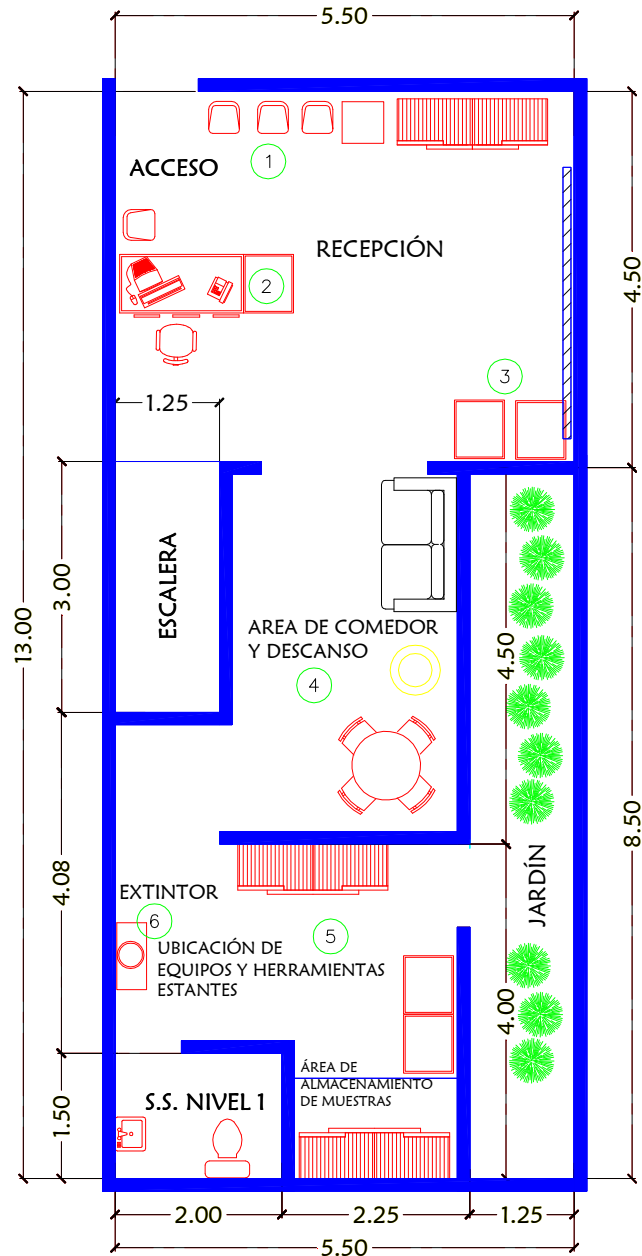 5.50
1
ACCESO
RECEPCIÓN
2
4.50
3
1.25
13.00
3.00
ESCALERA
AREA DE COMEDOR
Y DESCANSO
4
4.50
8.50
4.08
JARDÍN
EXTINTOR
6
5
UBICACIÓN DE
EQUIPOS Y HERRAMIENTAS
ESTANTES
4.00
ÁREA DE
ALMACENAMIENTO
DE MUESTRAS
1.50
S.S. NIVEL 1
2.00
2.25
1.25
5.50